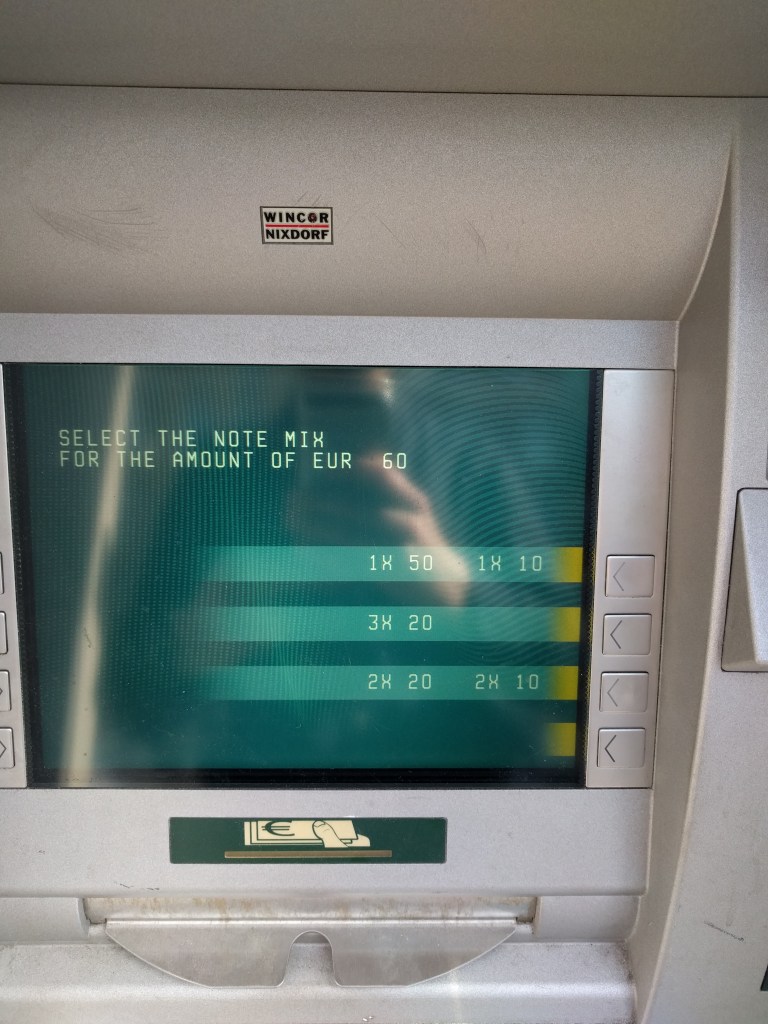 WINCOR
NIXDORF
SELECT THE NOTE MIX
FOR THE AMOUNT OF EUR 60
1X 50 1X 10
3X 20
2X 20 2X 10
€